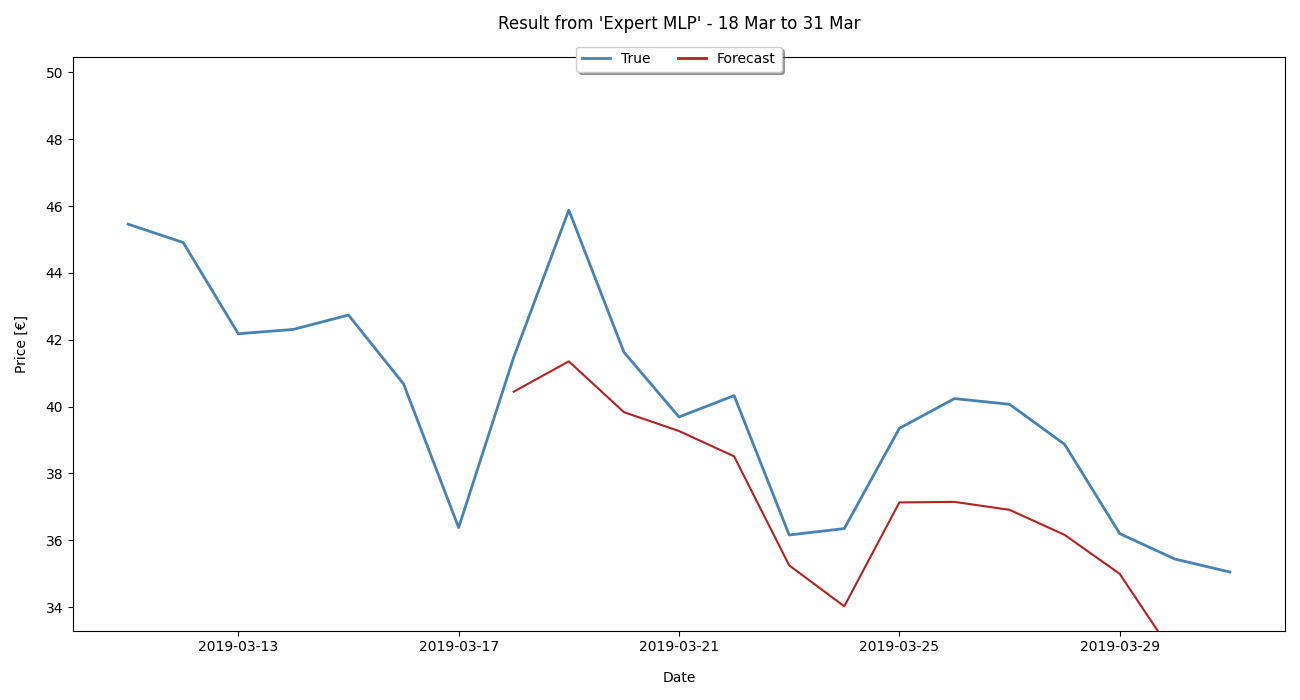 Result from 'Expert MLP' - 18 Mar to 31 Mar
True Forecast
50
48
46
44
42
40
38
36
34
Price [€]
2019-03-13 2019-03-17 2019-03-21 2019-03-25 2019-03-29
Date